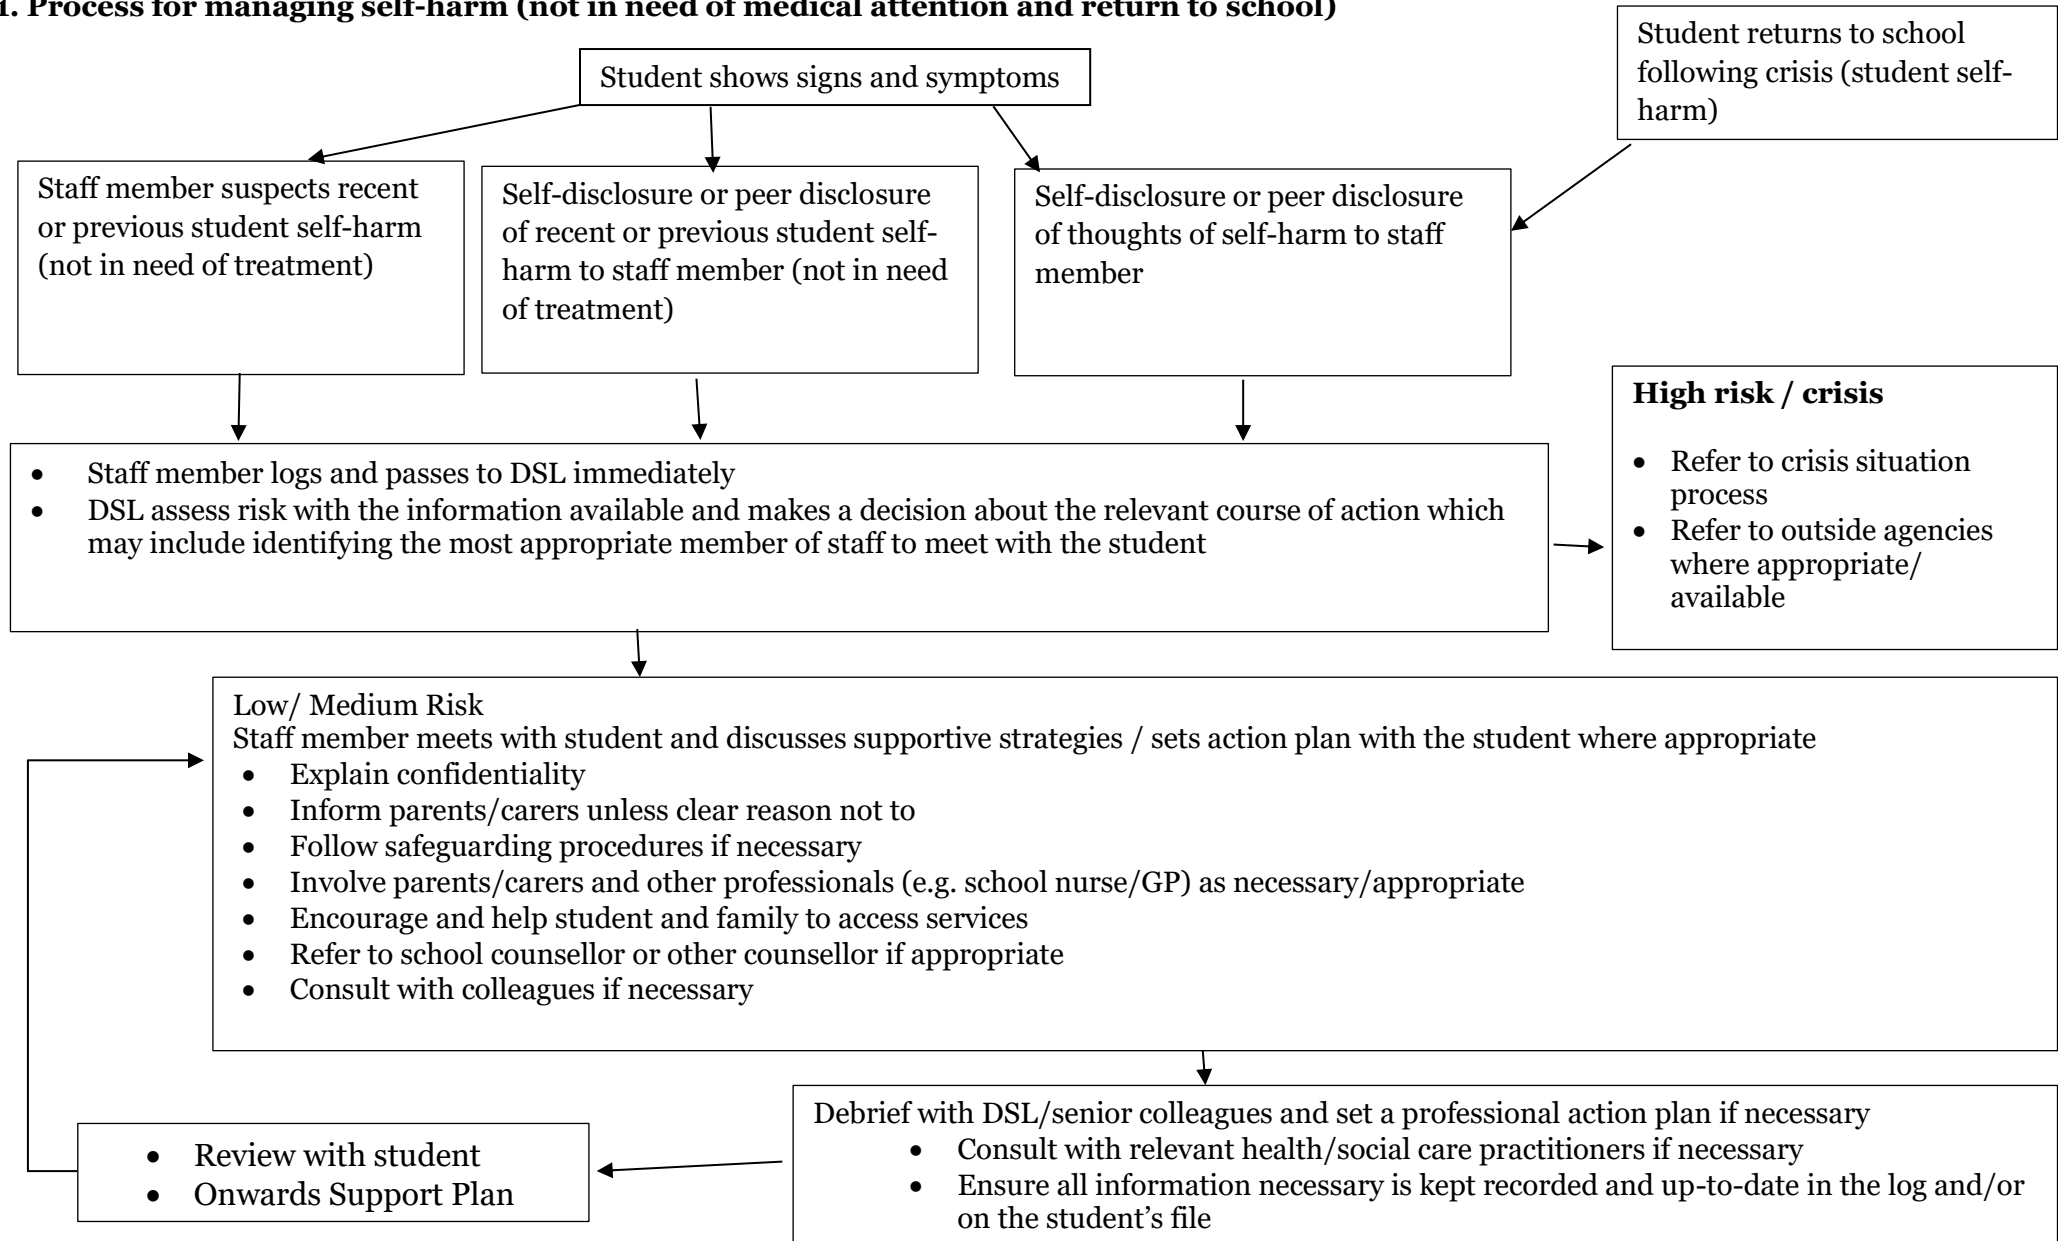 1. Process for managing self-harm (not in need of medical attention and return to school)
Student returns to school
following crisis (student self-
harm)
Student shows signs and symptoms
Staff member suspects recent
or previous student self-harm
(not in need of treatment)
Self-disclosure or peer disclosure
of recent or previous student self-
harm to staff member (not in need
of treatment)
Self-disclosure or peer disclosure
of thoughts of self-harm to staff
member
High risk / crisis
• Refer to crisis situation
process
• Refer to outside agencies
where appropriate/
available
• Staff member logs and passes to DSL immediately
• DSL assess risk with the information available and makes a decision about the relevant course of action which
may include identifying the most appropriate member of staff to meet with the student
Low/ Medium Risk
Staff member meets with student and discusses supportive strategies / sets action plan with the student where appropriate
• Explain confidentiality
• Inform parents/carers unless clear reason not to
• Follow safeguarding procedures if necessary
• Involve parents/carers and other professionals (e.g. school nurse/GP) as necessary/appropriate
• Encourage and help student and family to access services
• Refer to school counsellor or other counsellor if appropriate
• Consult with colleagues if necessary
Debrief with DSL/senior colleagues and set a professional action plan if necessary
• Consult with relevant health/social care practitioners if necessary
• Ensure all information necessary is kept recorded and up-to-date in the log and/or
on the student’s file
• Review with student
• Onwards Support Plan